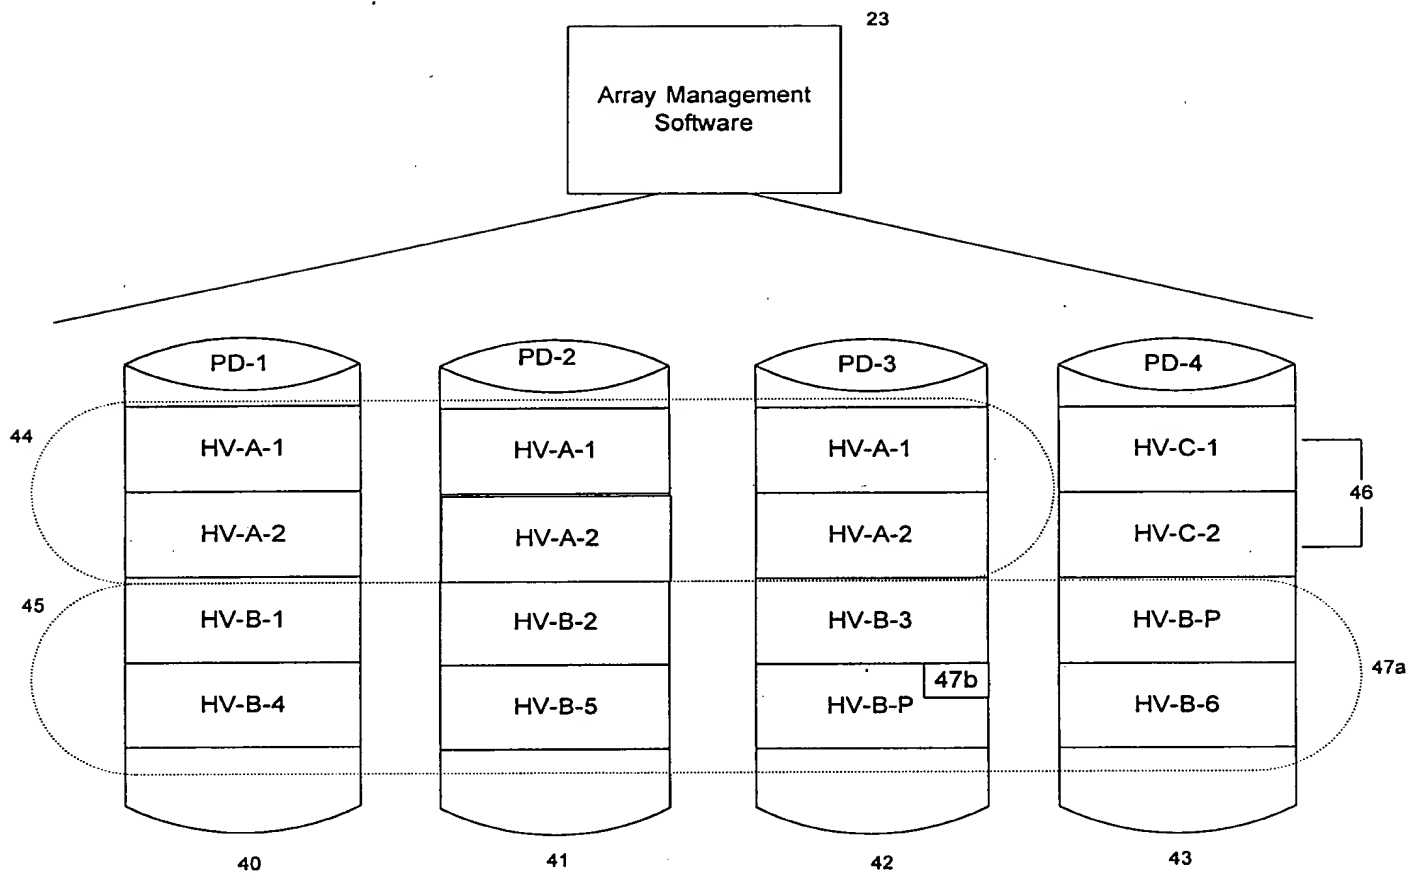 23
Array Management
Software
PD-1
PD-2
PD-3
PD-4
44
HV-A-1
HV-A-1
HV-A-1
HV-C-1
46
HV-A-2
HV-A-2
HV-A-2
HV-C-2
45
HV-B-1
HV-B-2
HV-B-3
HV-B-P
47a
47b
HV-B-4
HV-B-5
HV-B-P
HV-B-6
40
41
42
43